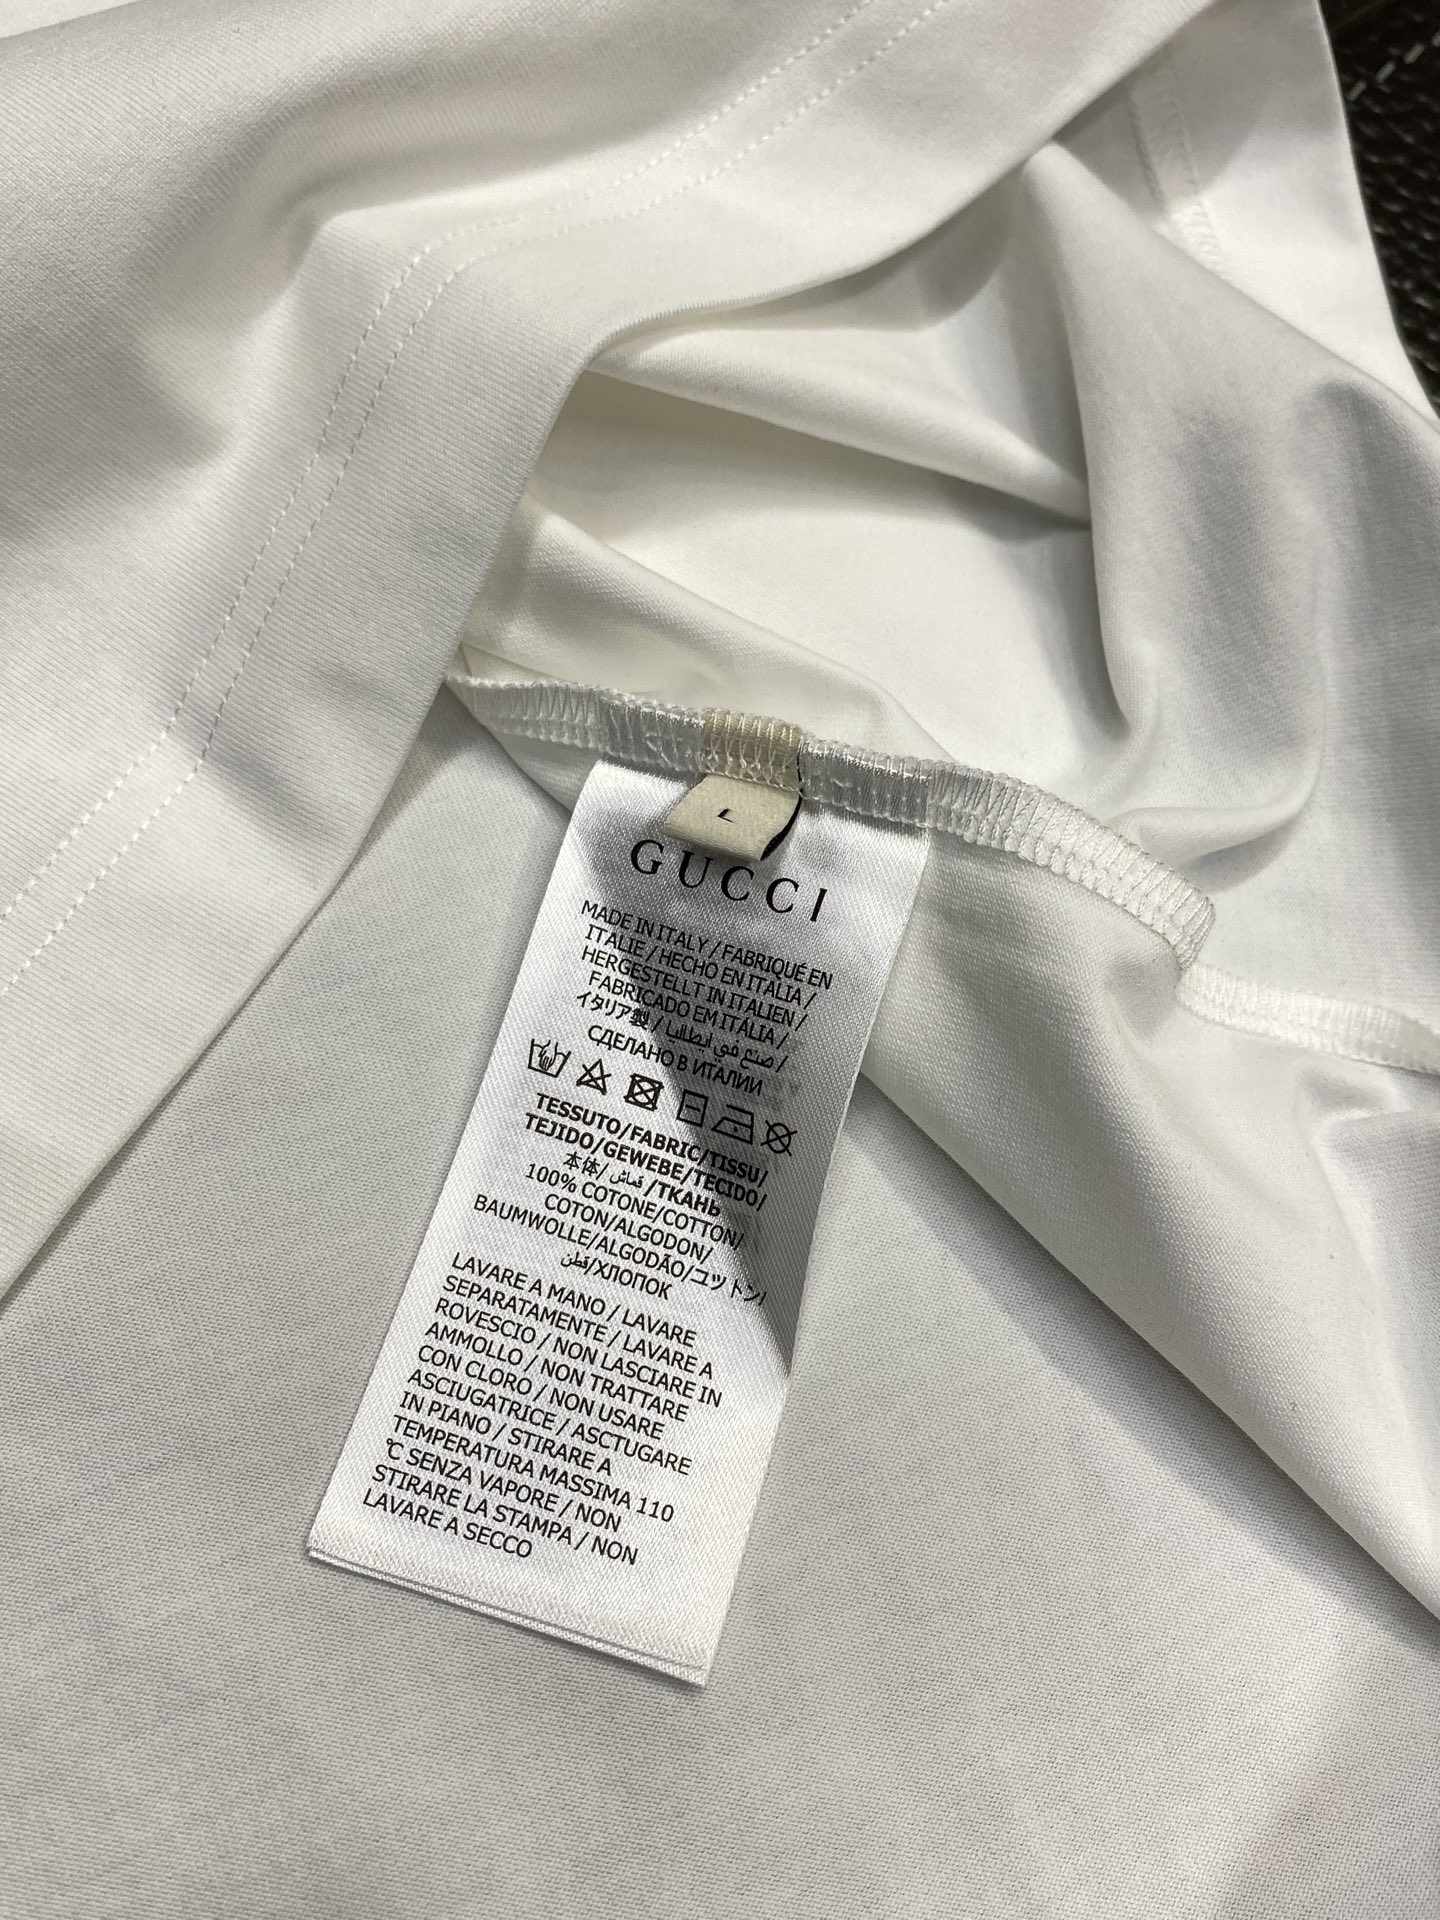 L
GUCCI
MADE IN ITALY / FABRIQUÉ EN
ITALIE / HECHO EN ITALIA /
HERGESTELLT IN ITALIEN /
FABRICADO EM ITÁLIA /
イタリア製 / صنع في إيطاليا /
СДЕЛАНО В ИТАЛИИ
TESSUTO/FABRIC/TISSU/
TEJIDO/GEWEBE/TECIDO/
本体/ قماش /ТКАНЬ
100% COTONE/COTTON/
COTON/ALGODON/
BAUMWOLLE/ALGODÃO/コットン/
قطن/ХЛОПОК
LAVARE A MANO / LAVARE
SEPARATAMENTE / LAVARE A
ROVESCIO / NON LASCIARE IN
AMMOLLO / NON TRATTARE
CON CLORO / NON USARE
ASCIUGATRICE / ASCTUGARE
IN PIANO / STIRARE A
TEMPERATURA MASSIMA 110
°C SENZA VAPORE / NON
STIRARE LA STAMPA / NON
LAVARE A SECCO